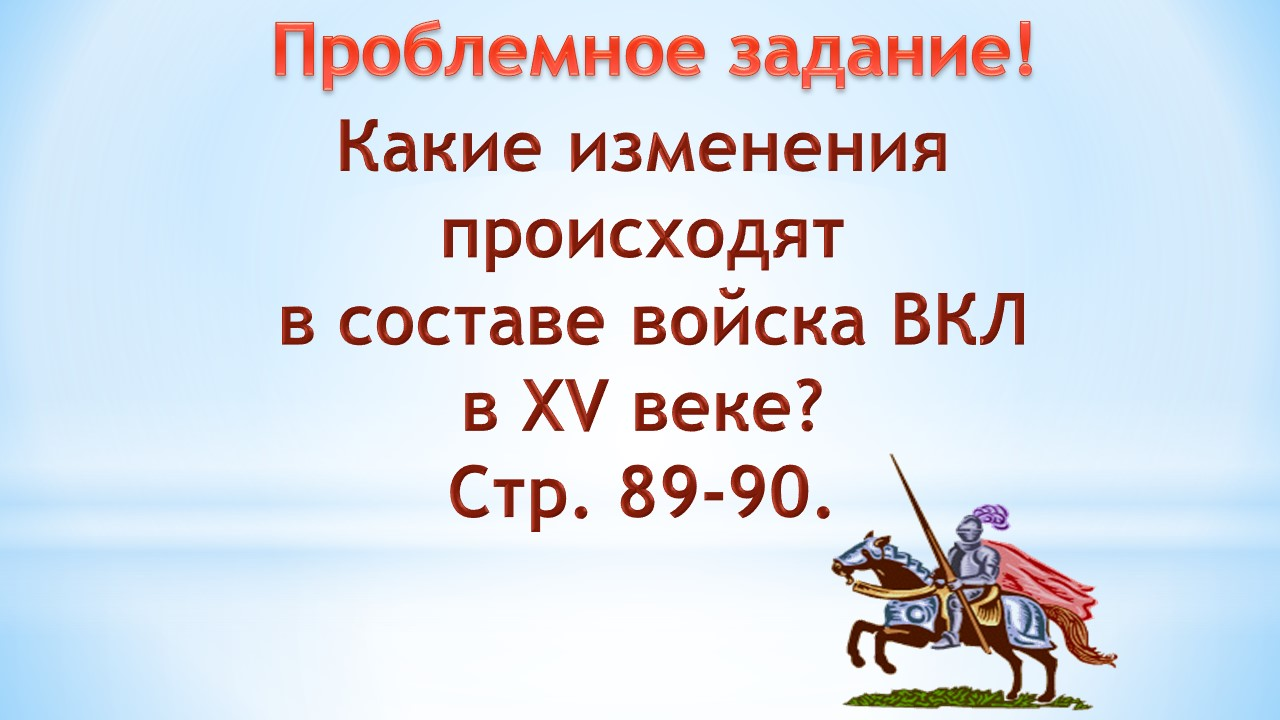 Проблемное задание!
Какие изменения
происходят
в составе войска ВКЛ
в XV веке?
Стр. 89-90.